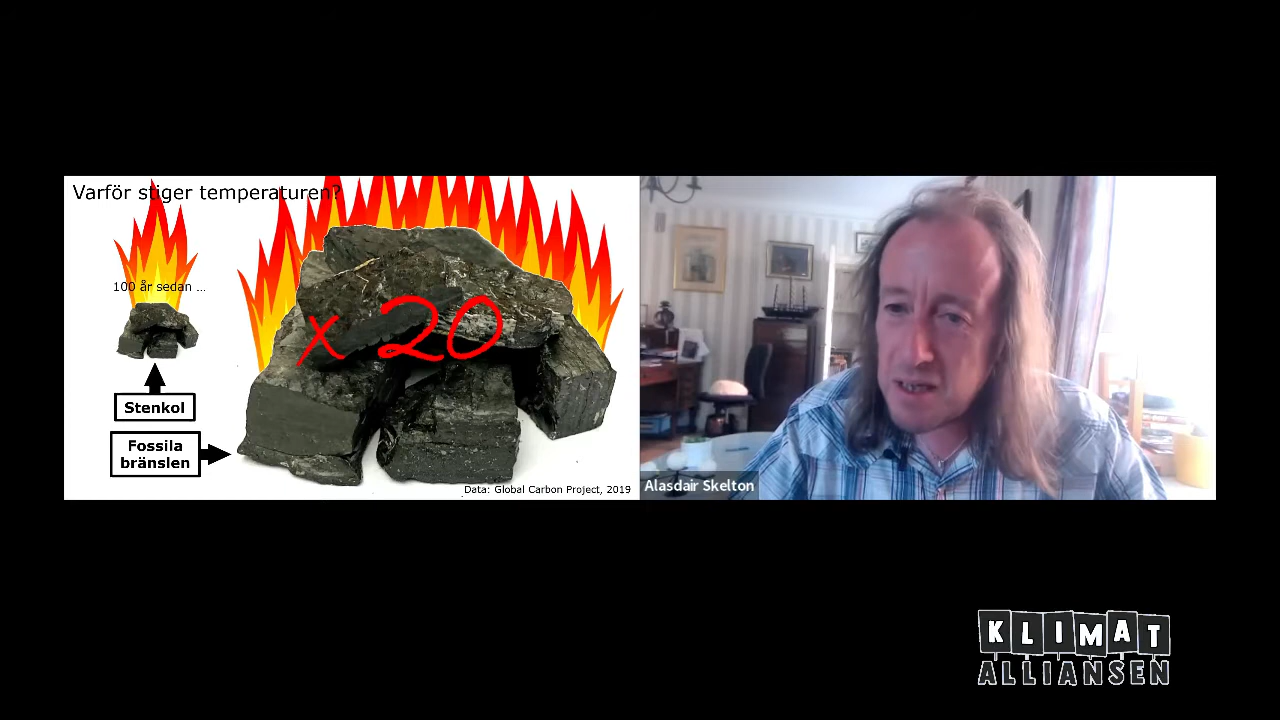 Varför stiger temperaturen?
100 år sedan ...
x 20
Stenkol
Fossila
bränslen
Data: Global Carbon Project, 2019
Alasdair Skelton
KLIMAT
ALLIANSEN